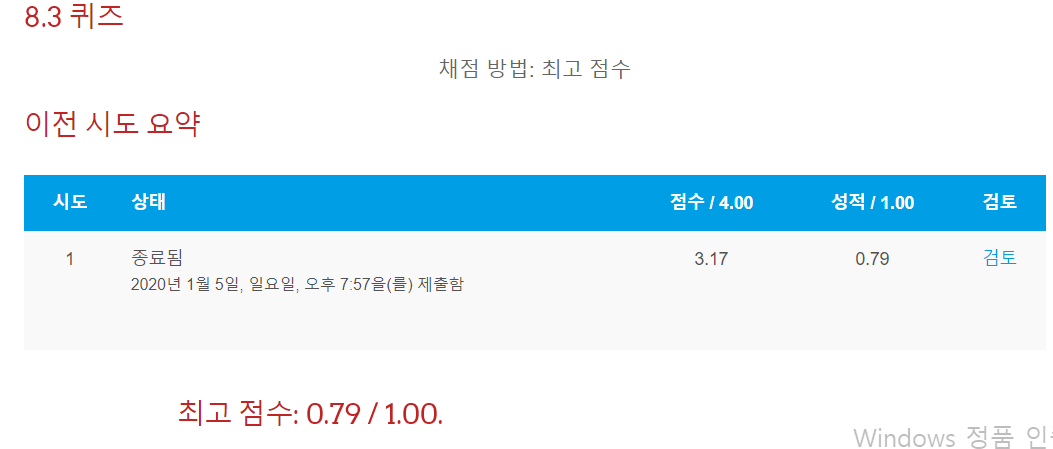 8.3 퀴즈
채점 방법: 최고 점수
이전 시도 요약
시도 상태 점수 / 4.00 성적 / 1.00 검토
1 종료됨 3.17 0.79 검토
2020년 1월 5일, 일요일, 오후 7:57을(를) 제출함
최고 점수: 0.79 / 1.00.
Windows 정품